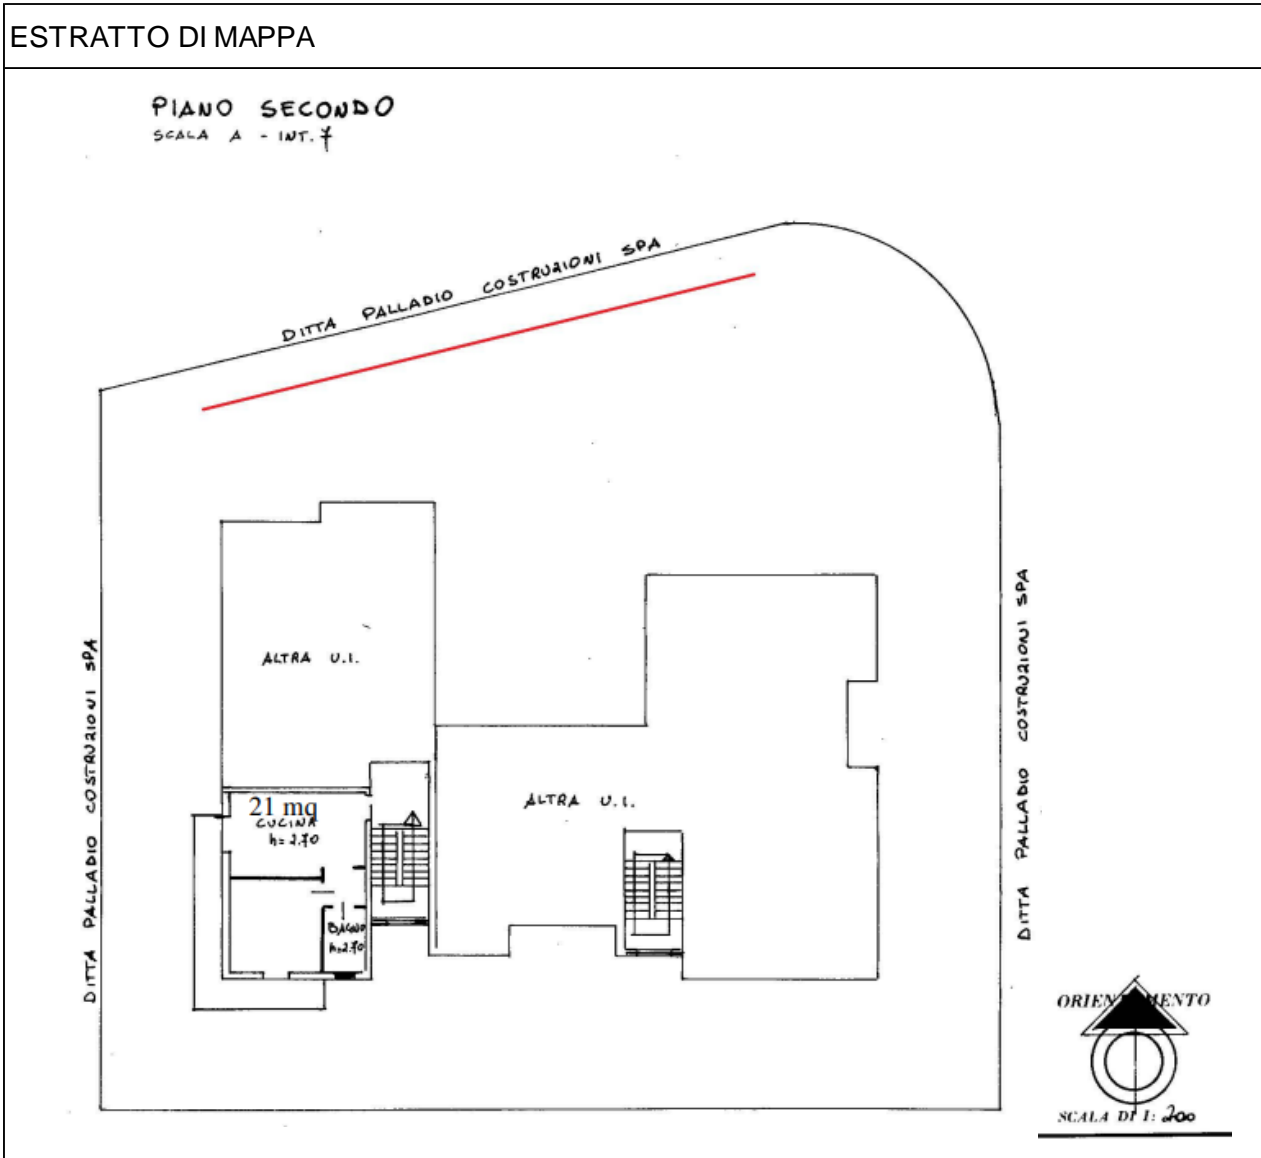 ESTRATTO DI MAPPA
PIANO SECONDO
SCALA A - INT. 7
DITTA PALLADIO COSTRUZIONI SPA
ALTRA U.I.
DITTA PALLADIO COSTRUZIONI SPA
DITTA PALLADIO COSTRUZIONI SPA
21 mq
CUCINA
h=2.70
ALTRA U.I.
BAGNO
h=2.70
ORIENTAMENTO
SCALA DI 1: 200